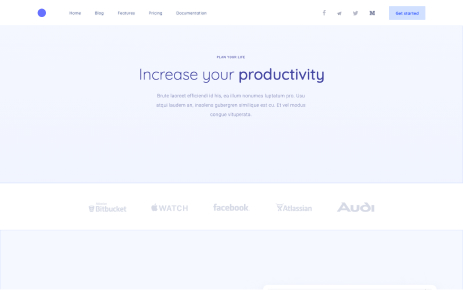 Home Blog Features Pricing Documentation Get started
PLAN YOUR LIFE
Increase your productivity
Brute laoreet efficiendi id his, ea illum nonumes luptatum pro. Usu
atqui laudem an, insolens gubergren similique est cu. Et vel modus
congue vituperata.
Bitbucket WATCH facebook Atlassian Audi